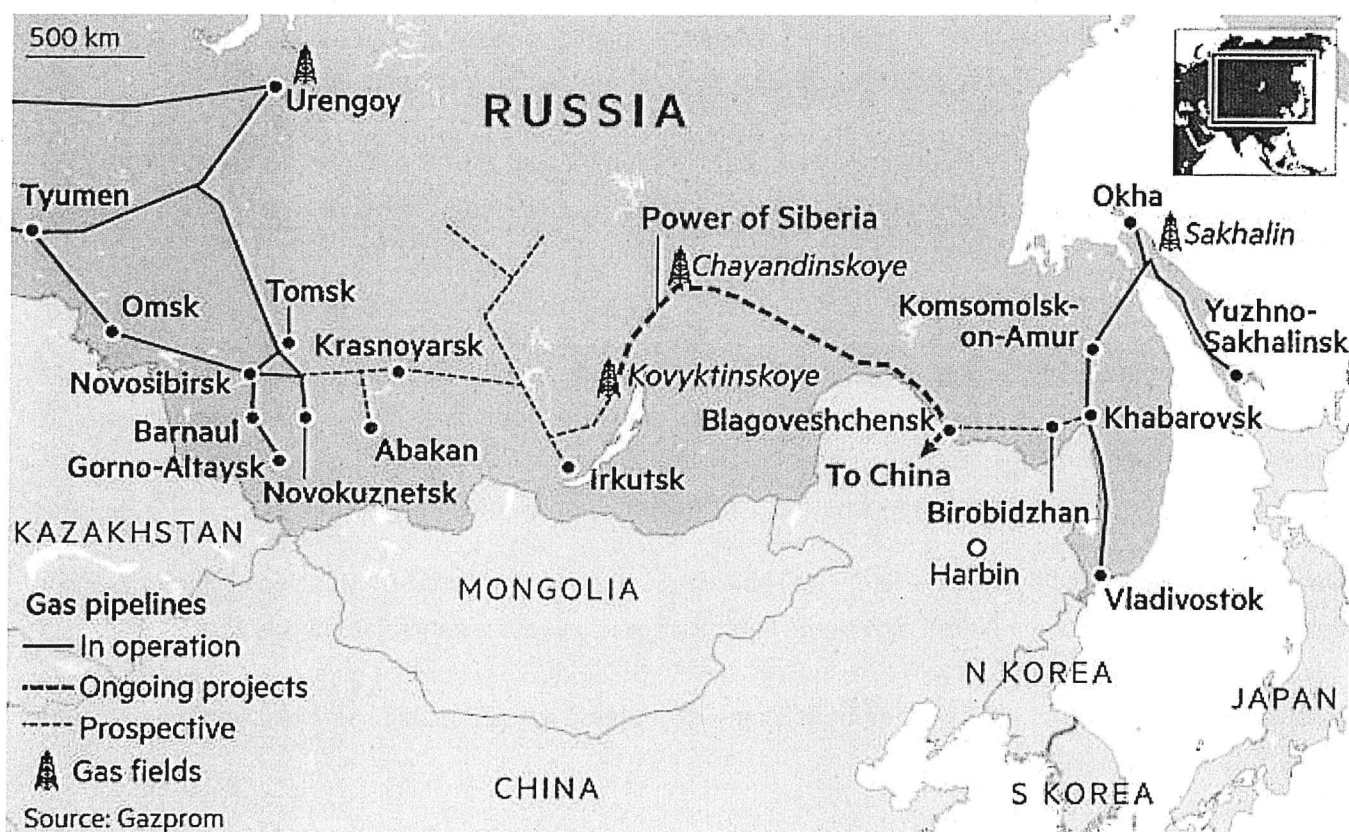 500 km
Urengoy
RUSSIA
Tyumen
Okha
Power of Siberia
Sakhalin
Chayandinskoye
Omsk
Tomsk
Komsomolsk-
on-Amur
Yuzhno-
Sakhalinsk
Krasnoyarsk
Novosibirsk
Kovyktinskoye
Barnaul
Blagoveshchensk
Khabarovsk
Abakan
Gorno-Altaysk
Irkutsk
To China
Novokuznetsk
Birobidzhan
KAZAKHSTAN
Harbin
MONGOLIA
Vladivostok
Gas pipelines
In operation
N KOREA
Ongoing projects
JAPAN
Prospective
Gas fields
CHINA
S KOREA
Source: Gazprom